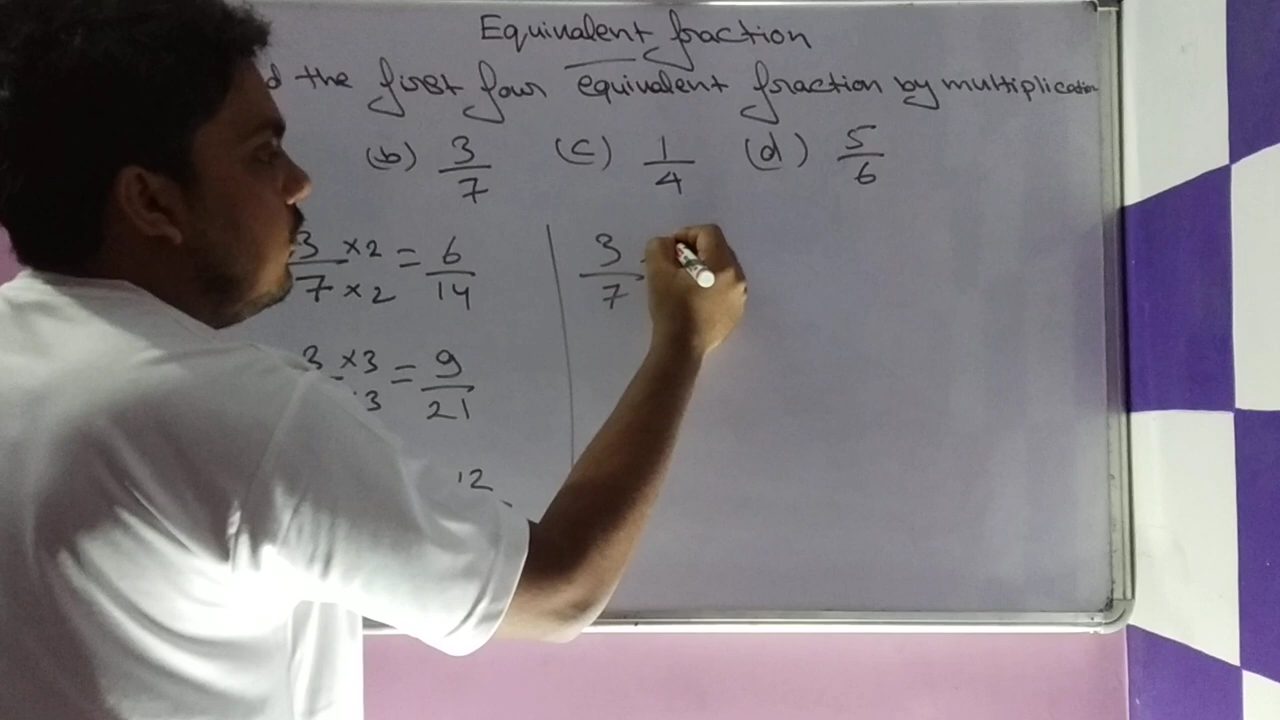 Equivalent fraction
the first four equivalent fraction by multiplication
(b) 3/7 (c) 1/4 (d) 5/6
3/7 ×2/×2 = 6/14
3 ×3/×3 = 9/21
12
3/7